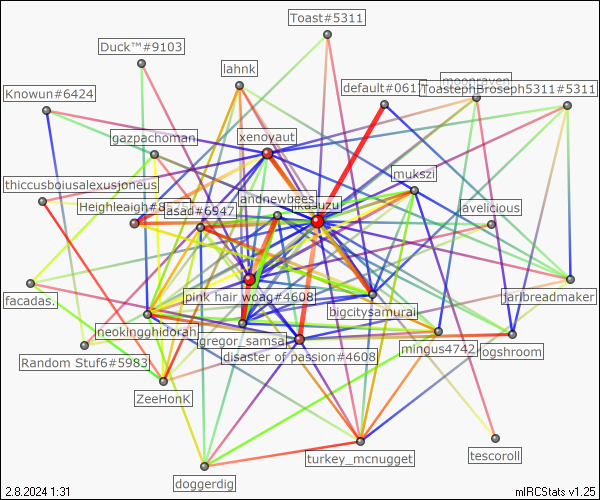 Toast#5311
Duck™#9103
lahnk
default#061
moonraven
ToastephBroseph5311#5311
Knowun#6424
gazpachoman
xenoyaut
mukszi
thiccusboiusalexusjoneus
Heighleigh#8
asad#6947
andnewbees
kasuzu
avelicious
facadas.
pink hair woag#4608
bigcitysamurai
jarlbreadmaker
neokingghidorah
gregor_samsa
Random Stuf6#5983
disaster of passion#4608
mingus4742
ogshroom
ZeeHonK
turkey_mcnugget
tescoroll
doggerdig
2.8.2024 1:31
mIRCStats v1.25